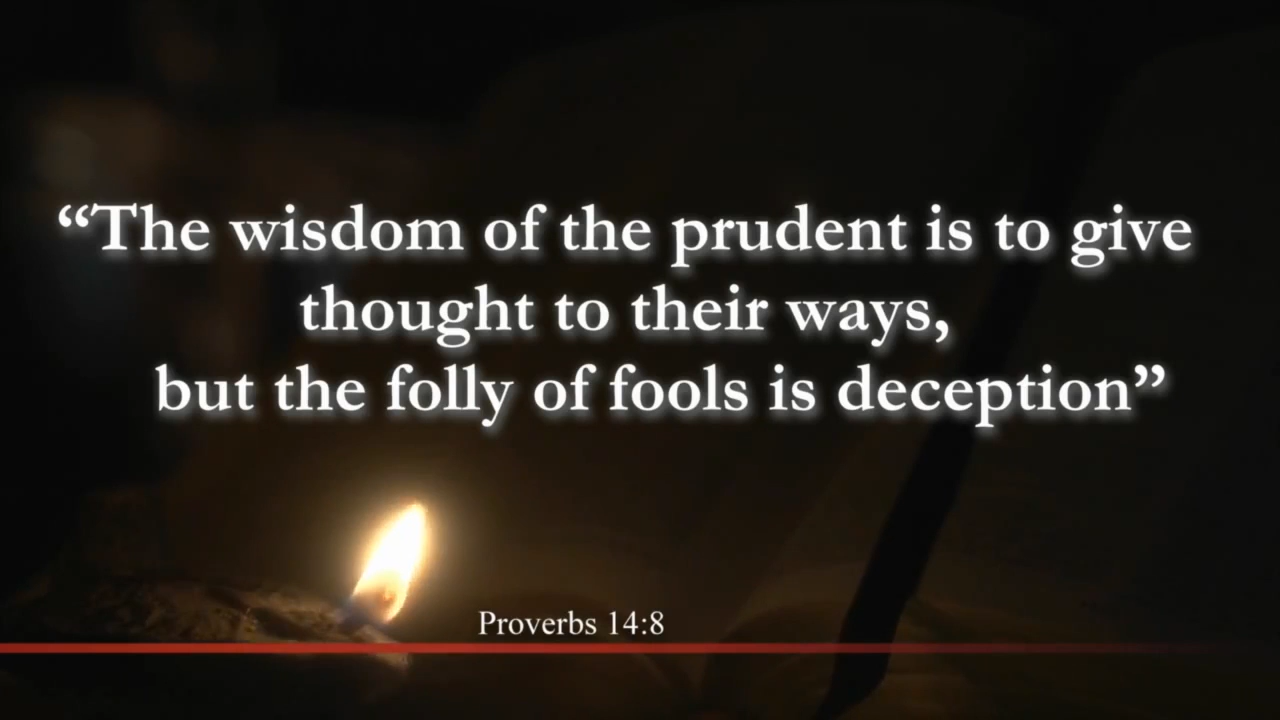 “The wisdom of the prudent is to give
thought to their ways,
but the folly of fools is deception”
Proverbs 14:8